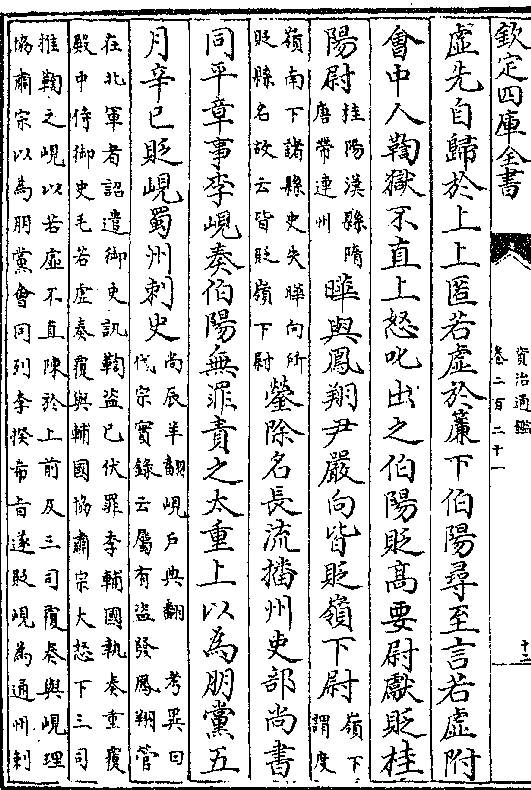 欽定四庫全書
資治通鑑
卷二百二十一
十二
虛先自歸於上上匿若虛於簾下伯陽尋至言若虛附
會中人鞫獄不直上怒叱出之伯陽貶髙要尉獻貶桂
陽尉桂陽漢縣隋唐帶連州曄與鳳翔尹嚴向皆貶嶺下尉嶺下謂度
嶺南下諸縣史失曄向所貶縣名故云皆貶嶺下尉鎣除名長流播州吏部尚書
同平章事李峴奏伯陽無罪責之太重上以為朋黨五
月辛巳貶峴蜀州刺史尚辰羊翻峴戶典翻考異曰代宗實錄云屬有盜發鳳翔管
在北軍者詔遣御史訊鞫盜已伏罪李輔國執奏重覆
殿中侍御史毛若虛奏覆與輔國協肅宗大怒下三司
推鞫之峴以若虛不直陳於上前及三司覆奏與峴理
協肅宗以為朋黨會同列李揆希旨遂貶峴為通州刺